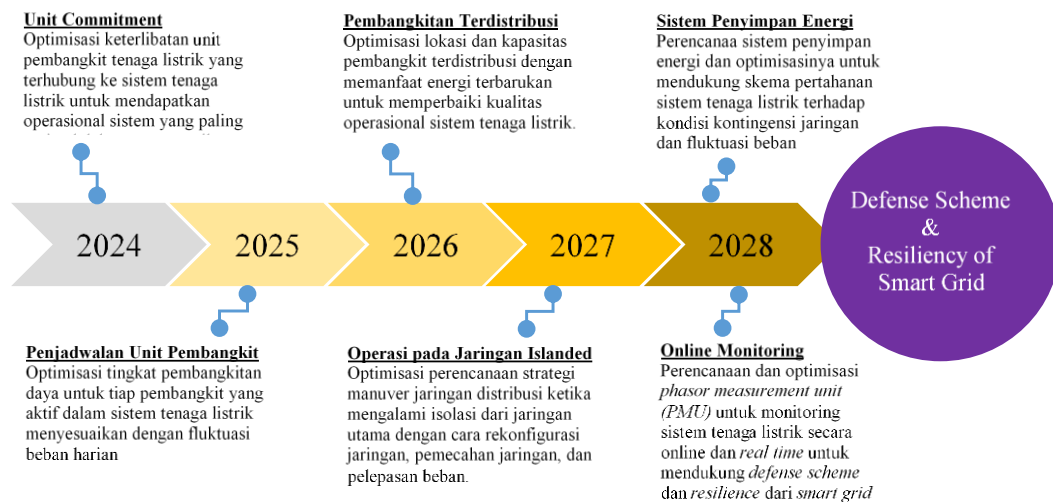 Unit Commitment
Optimisasi keterlibatan unit
pembangkit tenaga listrik yang
terhubung ke sistem tenaga
listrik untuk mendapatkan
operasional sistem yang paling
Pembangkitan Terdistribusi
Optimisasi lokasi dan kapasitas
pembangkit terdistribusi dengan
memanfaat energi terbarukan
untuk memperbaiki kualitas
operasional sistem tenaga listrik.
Sistem Penyimpan Energi
Perencanaa sistem penyimpan
energi dan optimisasinya untuk
mendukung skema pertahanan
sistem tenaga listrik terhadap
kondisi kontingensi jaringan
dan fluktuasi beban
2024
2025
2026
2027
2028
Defense Scheme
&
Resiliency of
Smart Grid
Penjadwalan Unit Pembangkit
Optimisasi tingkat pembangkitan
daya untuk tiap pembangkit yang
aktif dalam sistem tenaga listrik
menyesuaikan dengan fluktuasi
beban harian
Operasi pada Jaringan Islanded
Optimisasi perencanaan strategi
manuver jaringan distribusi ketika
mengalami isolasi dari jaringan
utama dengan cara rekonfigurasi
jaringan, pemecahan jaringan, dan
pelepasan beban.
Online Monitoring
Perencanaan dan optimisasi
phasor measurement unit
(PMU) untuk monitoring
sistem tenaga listrik secara
online dan real time untuk
mendukung defense scheme
dan resilience dari smart grid